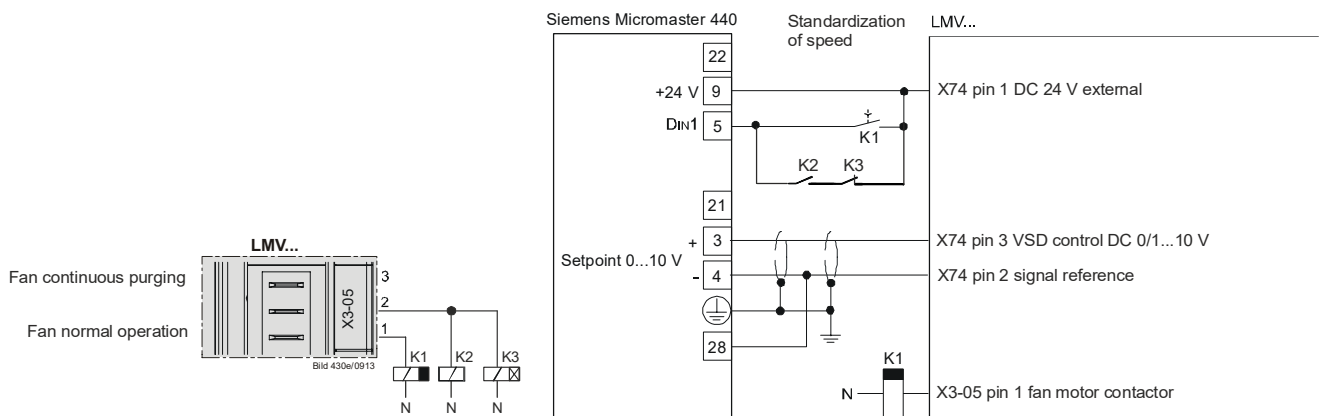 Siemens Micromaster 440
Standardization
of speed
LMV...
22
+24 V
9
X74 pin 1 DC 24 V external
DIN1
5
K1
K2
K3
21
+
3
X74 pin 3 VSD control DC 0/1...10 V
Setpoint 0...10 V
-
4
X74 pin 2 signal reference
28
K1
N
X3-05 pin 1 fan motor contactor
LMV...
Fan continuous purging
3
X3-05
2
Fan normal operation
1
Bild 430e/0913
K1
K2
K3
N
N
N